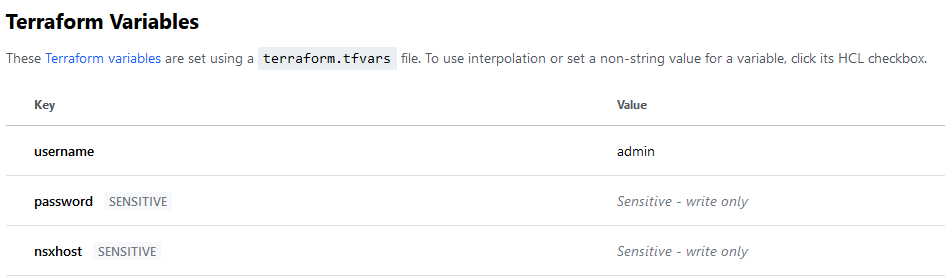 Terraform Variables
These Terraform variables are set using a terraform.tfvars file. To use interpolation or set a non-string value for a variable, click its HCL checkbox.
Key Value
username admin
password SENSITIVE Sensitive - write only
nsxhost SENSITIVE Sensitive - write only